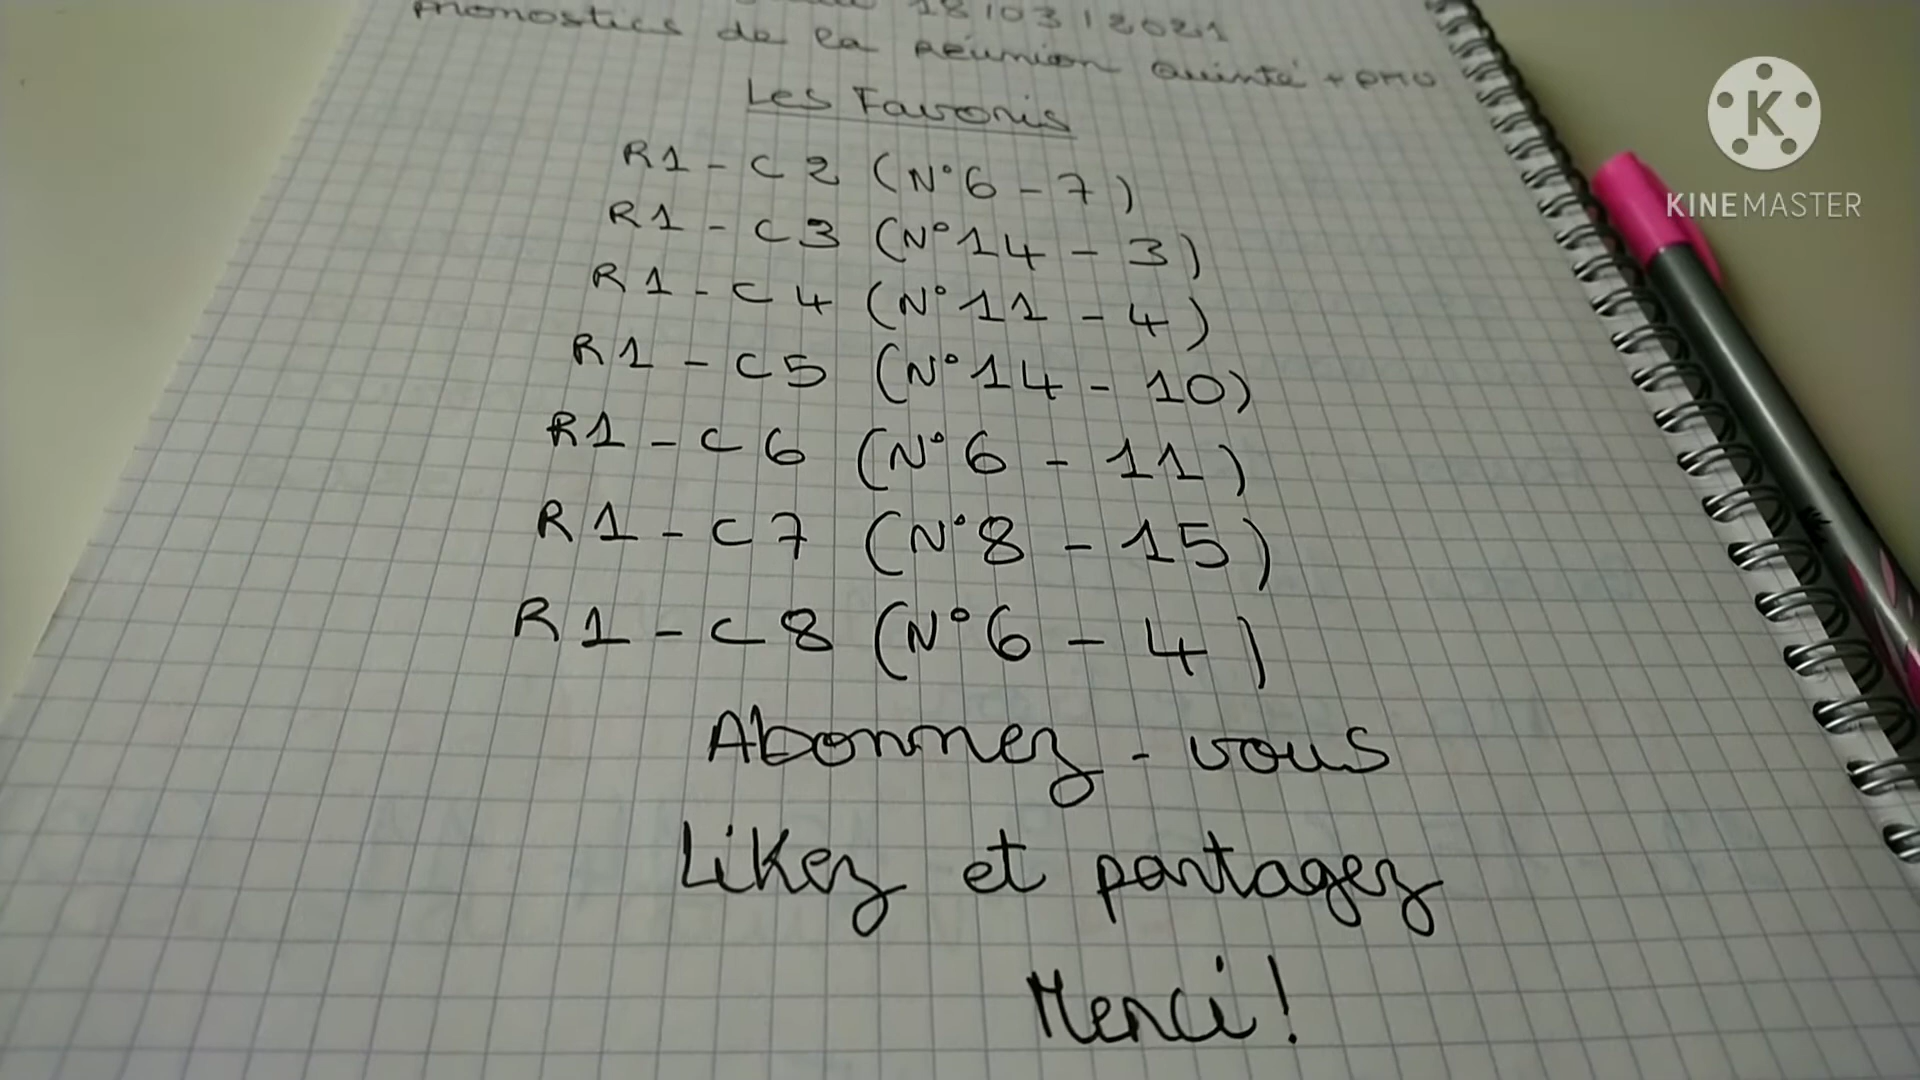 18/03/2021
pronostics de la Réunion Quinté + PMU
Les Favoris
R1 - C2 (N°6 - 7)
R1 - C3 (N°14 - 3)
R1 - C4 (N°11 - 4)
R1 - C5 (N°14 - 10)
R1 - C6 (N°6 - 11)
R1 - C7 (N°8 - 15)
R1 - C8 (N°6 - 4)
Abonnez - vous
Likez et partagez
Merci!
K
KINEMASTER